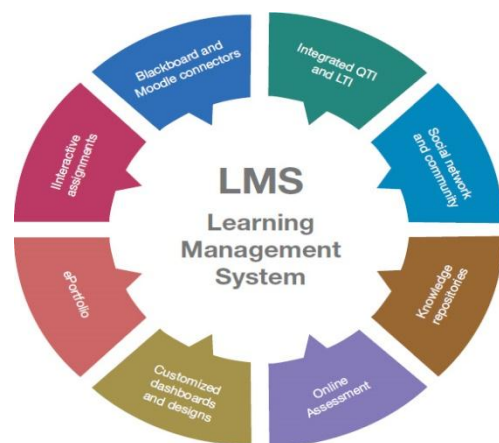 Blackboard and
Moodle connectors
Integrated QTI
and LTI
Social network
and community
Knowledge
repositories
Online
Assessment
Customized
dashboards
and designs
ePortfolio
IInteractive
assignments
LMS
Learning
Management
System